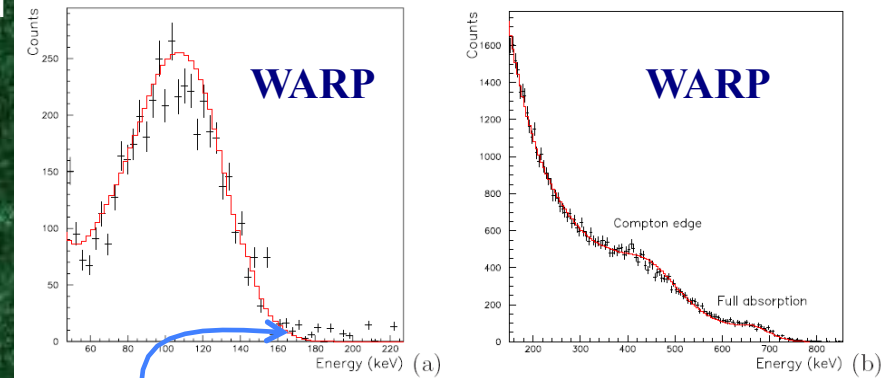 Counts
250
200
150
100
50
0
WARP
60 80 100 120 140 160 180 200 220
Energy (keV)
(a)
Counts
1600
1400
1200
1000
800
600
400
200
0
WARP
Compton edge
Full absorption
200 300 400 500 600 700 800
Energy (keV)
(b)